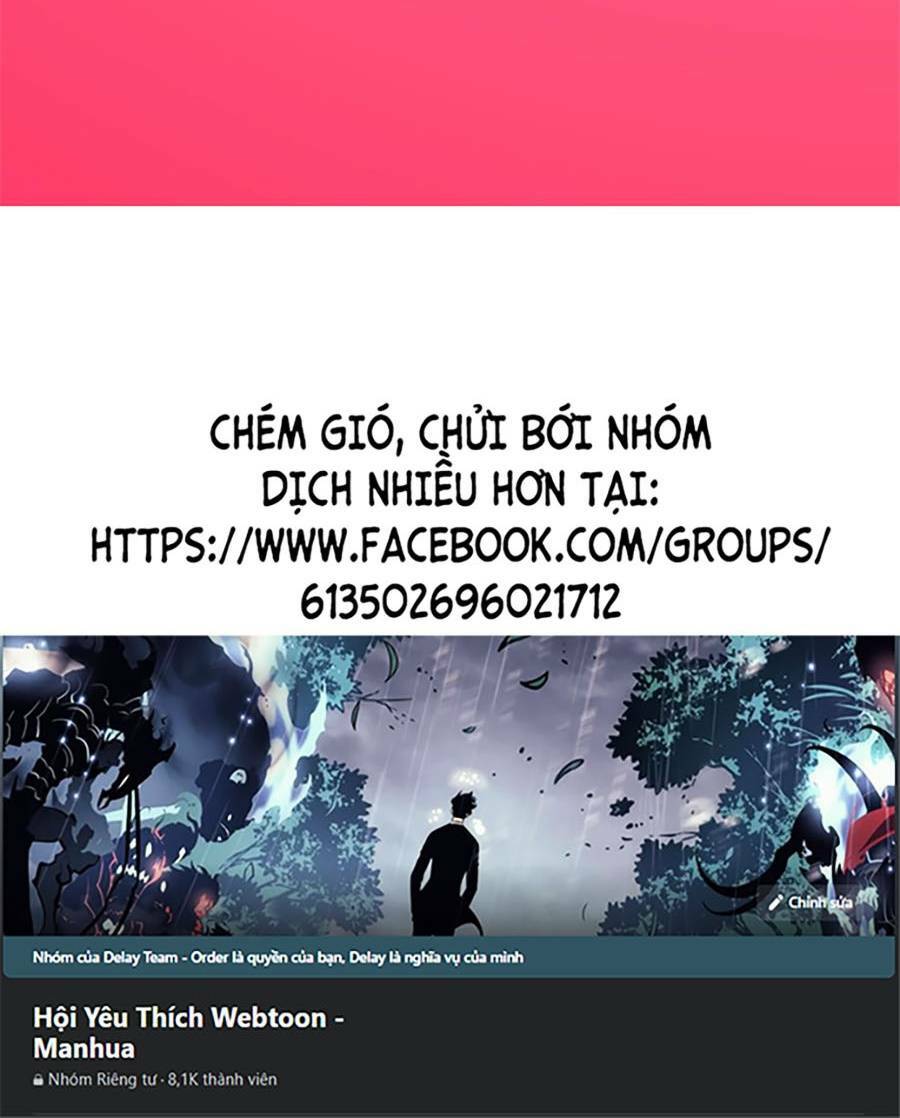 CHÉM GIÓ, CHỬI BỚI NHÓM
DỊCH NHIỀU HƠN TẠI:
HTTPS://WWW.FACEBOOK.COM/GROUPS/
613502696021712
Chỉnh sửa
Nhóm của Delay Team - Order là quyền của bạn, Delay là nghĩa vụ của mình
Hội Yêu Thích Webtoon -
Manhua
Nhóm Riêng tư · 8,1K thành viên